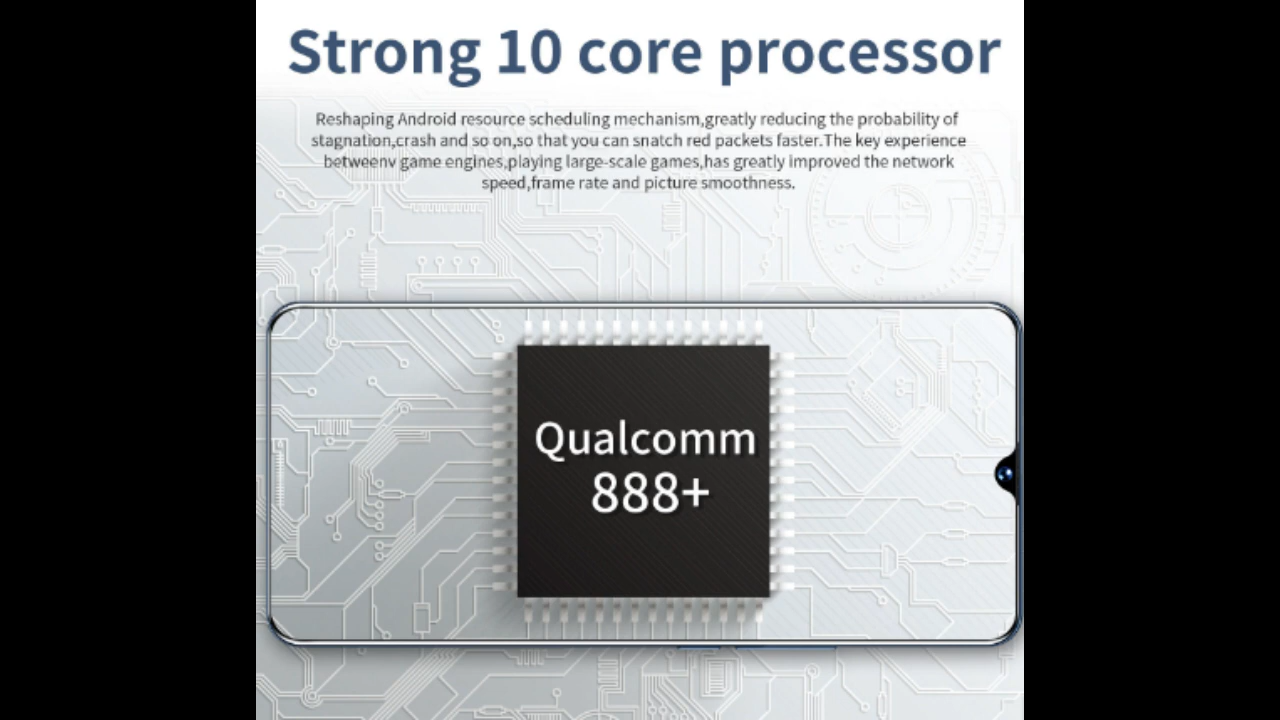 Strong 10 core processor
Reshaping Android resource scheduling mechanism,greatly reducing the probability of
stagnation,crash and so on,so that you can snatch red packets faster.The key experience
betweenv game engines,playing large-scale games,has greatly improved the network
speed,frame rate and picture smoothness.
Qualcomm
888+